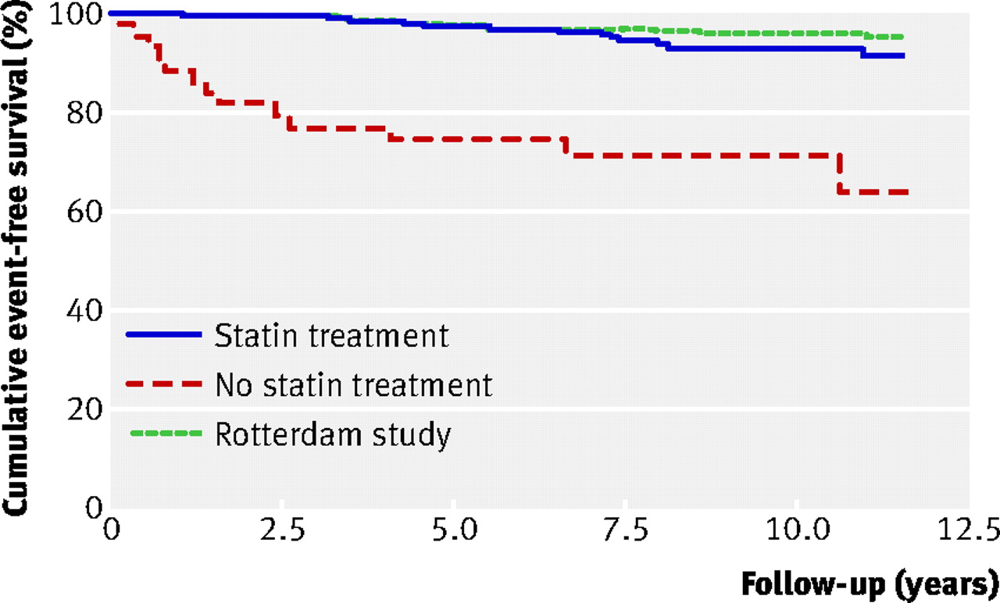 Cumulative event-free survival (%)
100
80
60
40
20
0
Statin treatment
No statin treatment
Rotterdam study
0 2.5 5.0 7.5 10.0 12.5
Follow-up (years)